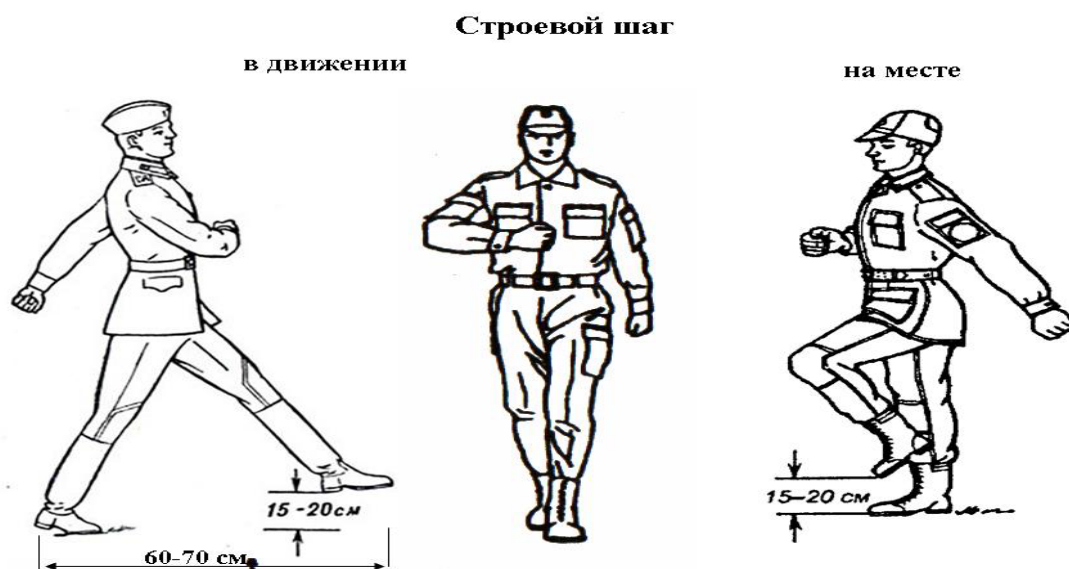 Строевой шаг
в движении
на месте
15-20см
15-20 см
60-70 см.